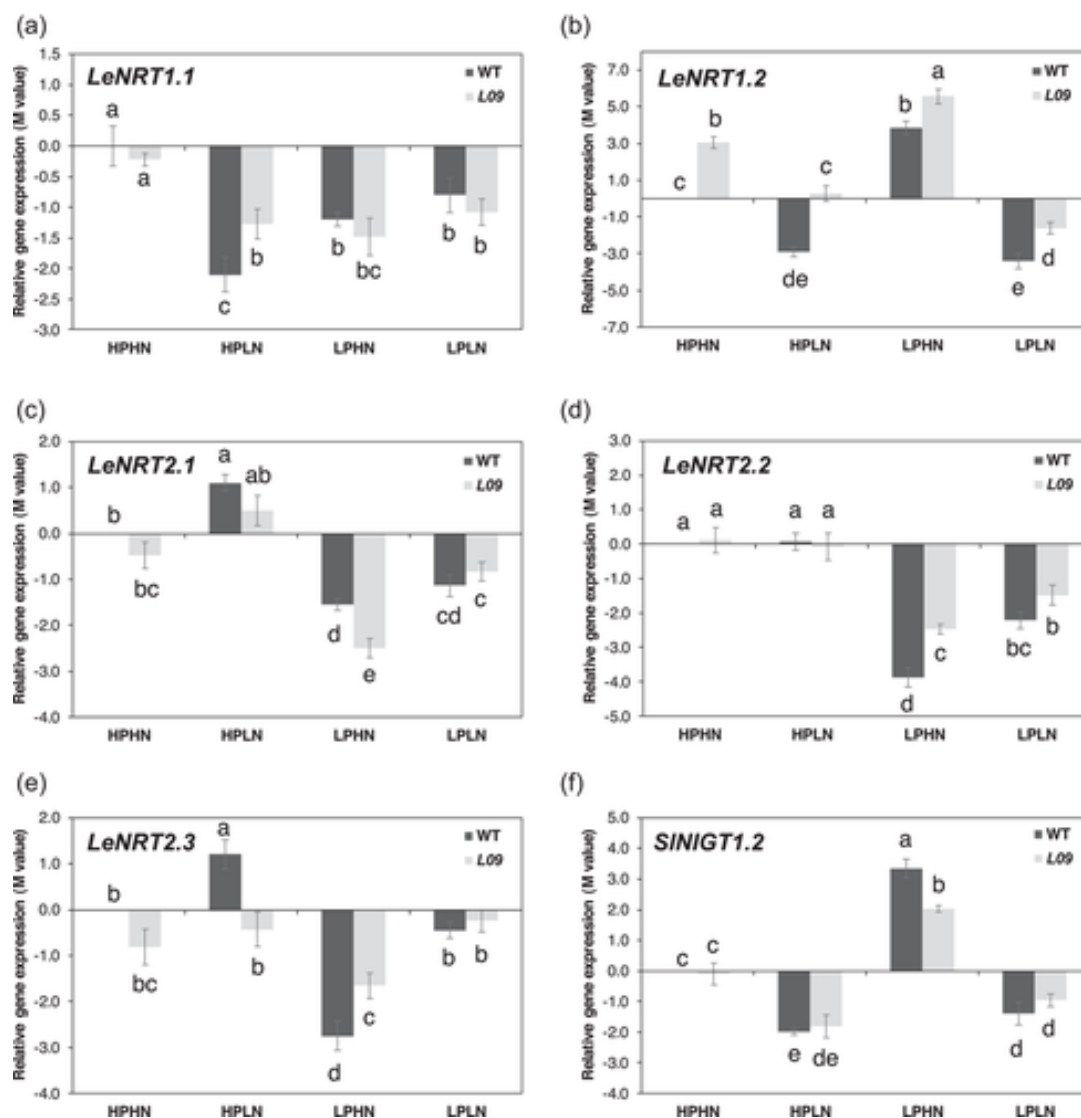 (a)
Relative gene expression (M value)
1.5
1.0
0.5
0.0
-0.5
-1.0
-1.5
-2.0
-2.5
-3.0
LeNRT1.1
WT
L09
a
a
c
b
b
bc
b
b
HPHN HPLN LPHN LPLN
(b)
Relative gene expression (M value)
7.0
5.0
3.0
1.0
-1.0
-3.0
-5.0
-7.0
LeNRT1.2
WT
L09
c
b
de
c
b
a
e
d
HPHN HPLN LPHN LPLN
(c)
Relative gene expression (M value)
2.0
1.0
0.0
-1.0
-2.0
-3.0
-4.0
LeNRT2.1
WT
L09
b
bc
a
ab
d
e
cd
c
HPHN HPLN LPHN LPLN
(d)
Relative gene expression (M value)
3.0
2.0
1.0
0.0
-1.0
-2.0
-3.0
-4.0
-5.0
LeNRT2.2
WT
L09
a
a
a
a
d
c
bc
b
HPHN HPLN LPHN LPLN
(e)
Relative gene expression (M value)
2.0
1.0
0.0
-1.0
-2.0
-3.0
-4.0
LeNRT2.3
WT
L09
b
bc
a
b
d
c
b
b
HPHN HPLN LPHN LPLN
(f)
Relative gene expression (M value)
5.0
4.0
3.0
2.0
1.0
0.0
-1.0
-2.0
-3.0
-4.0
SlNIGT1.2
WT
L09
c
c
e
de
a
b
d
d
HPHN HPLN LPHN LPLN